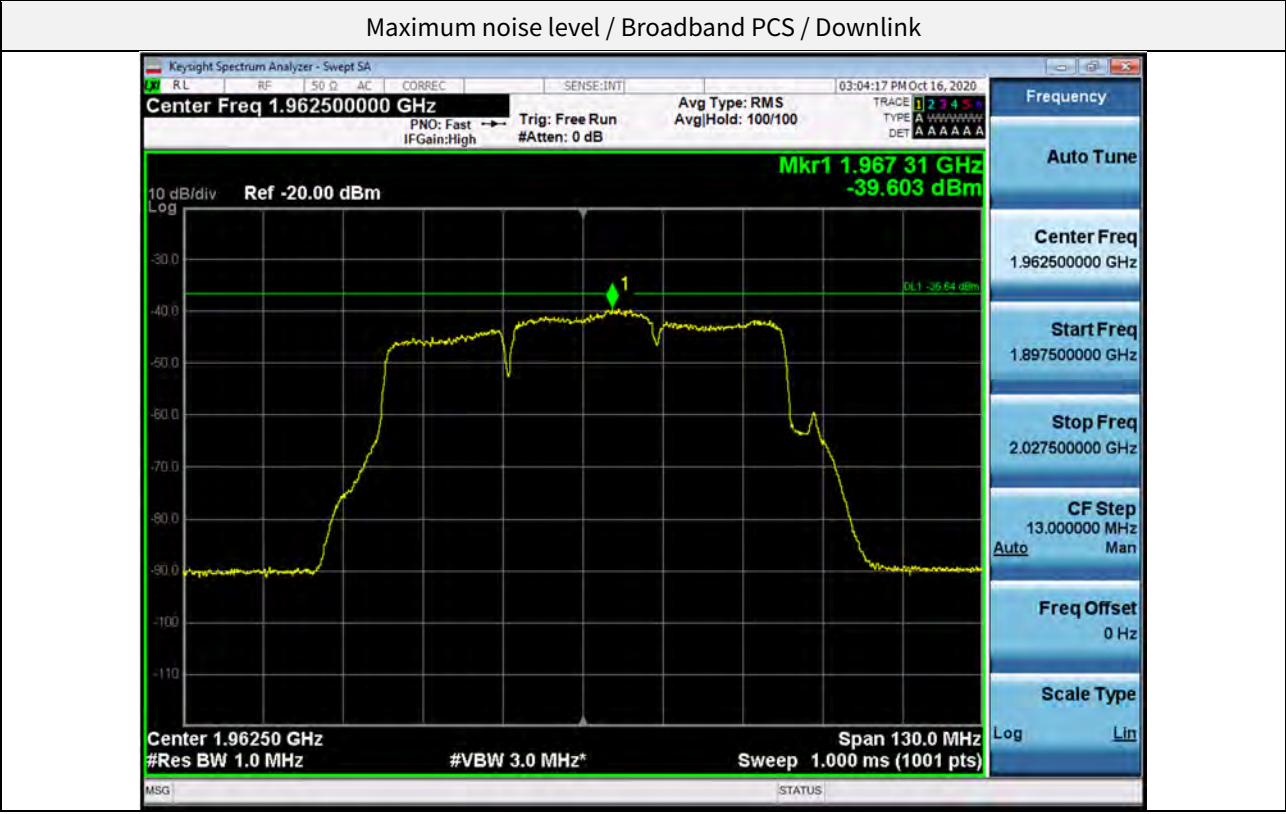 Maximum noise level / Broadband PCS / Downlink
Keysight Spectrum Analyzer - Swept SA
LXI RL RF 50 Ω AC CORREC SENSE:INT 03:04:17 PM Oct 16, 2020
Center Freq 1.962500000 GHz
PNO: Fast
IFGain:High
Trig: Free Run
#Atten: 0 dB
Avg Type: RMS
Avg|Hold: 100/100
TRACE 1 2 3 4 5 6
TYPE A WWWWW
DET A A A A A A
Mkr1 1.967 31 GHz
-39.603 dBm
10 dB/div Ref -20.00 dBm
Log
-30.0
-40.0
-50.0
-60.0
-70.0
-80.0
-90.0
-100
-110
1
Center 1.96250 GHz Span 130.0 MHz
#Res BW 1.0 MHz #VBW 3.0 MHz* Sweep 1.000 ms (1001 pts)
MSG STATUS
Frequency
Auto Tune
Center Freq
1.962500000 GHz
Start Freq
1.897500000 GHz
Stop Freq
2.027500000 GHz
CF Step
13.000000 MHz
Auto Man
Freq Offset
0 Hz
Scale Type
Log Lin